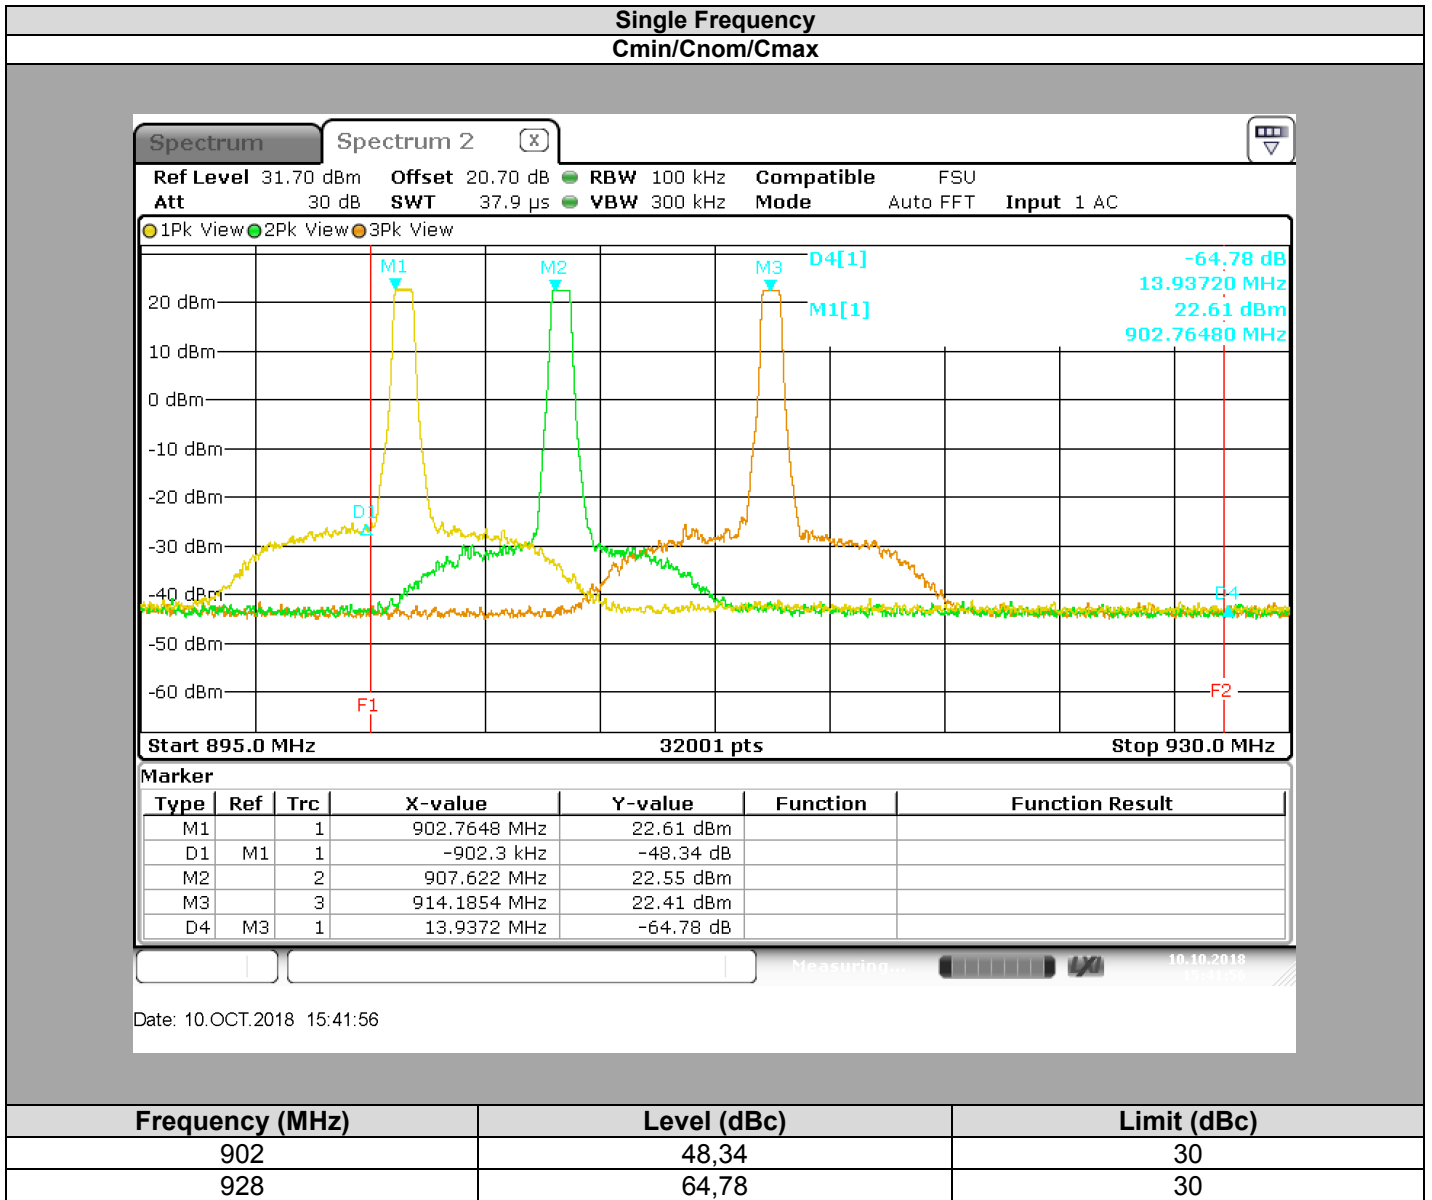 Single Frequency
Cmin/Cnom/Cmax
Spectrum Spectrum 2 X
Ref Level 31.70 dBm Offset 20.70 dB RBW 100 kHz Compatible FSU
Att 30 dB SWT 37.9 µs VBW 300 kHz Mode Auto FFT Input 1 AC
1Pk View 2Pk View 3Pk View
M1 M2 M3 D4[1] -64.78 dB
13.93720 MHz
20 dBm M1[1] 22.61 dBm
902.76480 MHz
10 dBm
0 dBm
-10 dBm
-20 dBm
D1
-30 dBm
-40 dBm D4
-50 dBm
-60 dBm F2
F1
Start 895.0 MHz 32001 pts Stop 930.0 MHz
Marker
Type Ref Trc X-value Y-value Function Function Result
M1 1 902.7648 MHz 22.61 dBm
D1 M1 1 -902.3 kHz -48.34 dB
M2 2 907.622 MHz 22.55 dBm
M3 3 914.1854 MHz 22.41 dBm
D4 M3 1 13.9372 MHz -64.78 dB
Measuring... LXI 10.10.2018
15:41:56
Date: 10.OCT.2018 15:41:56
Frequency (MHz) Level (dBc) Limit (dBc)
902 48,34 30
928 64,78 30